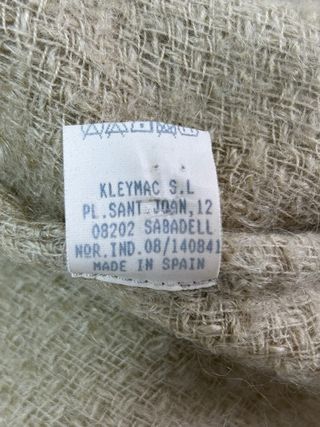 KLEYMAC S.L
PL.SANT JOAN,12
08202 SABADELL
NºR.IND.08/140841
MADE IN SPAIN